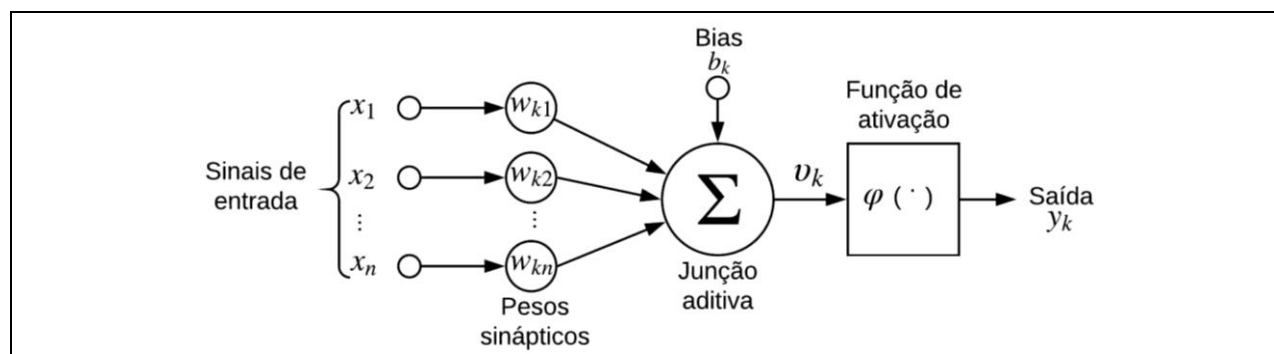 Bias
b_k
Função de
ativação
x_1
w_k1
Sinais de
entrada
x_2
w_k2
Σ
υ_k
φ(·)
Saída
y_k
⋮
⋮
x_n
w_kn
Junção
aditiva
Pesos
sinápticos